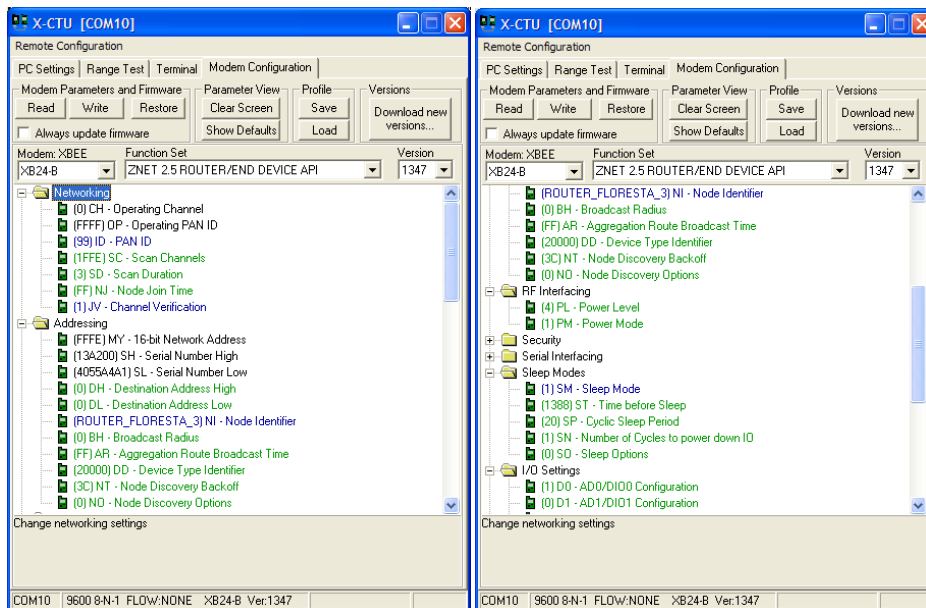 X-CTU [COM10]
Remote Configuration
PC Settings Range Test Terminal Modem Configuration
Modem Parameters and Firmware Parameter View Profile Versions
Read Write Restore Clear Screen Save Download new versions...
Always update firmware Show Defaults Load
Modem: XBEE Function Set Version
XB24-B ZNET 2.5 ROUTER/END DEVICE API 1347
Networking
(0) CH - Operating Channel
(FFFF) OP - Operating PAN ID
(99) ID - PAN ID
(1FFE) SC - Scan Channels
(3) SD - Scan Duration
(FF) NJ - Node Join Time
(1) JV - Channel Verification
Addressing
(FFFE) MY - 16-bit Network Address
(13A200) SH - Serial Number High
(4055A4A1) SL - Serial Number Low
(0) DH - Destination Address High
(0) DL - Destination Address Low
(ROUTER_FLORESTA_3) NI - Node Identifier
(0) BH - Broadcast Radius
(FF) AR - Aggregation Route Broadcast Time
(20000) DD - Device Type Identifier
(3C) NT - Node Discovery Backoff
(0) NO - Node Discovery Options
Change networking settings
COM10 9600 8-N-1 FLOW:NONE XB24-B Ver:1347
X-CTU [COM10]
Remote Configuration
PC Settings Range Test Terminal Modem Configuration
Modem Parameters and Firmware Parameter View Profile Versions
Read Write Restore Clear Screen Save Download new versions...
Always update firmware Show Defaults Load
Modem: XBEE Function Set Version
XB24-B ZNET 2.5 ROUTER/END DEVICE API 1347
(ROUTER_FLORESTA_3) NI - Node Identifier
(0) BH - Broadcast Radius
(FF) AR - Aggregation Route Broadcast Time
(20000) DD - Device Type Identifier
(3C) NT - Node Discovery Backoff
(0) NO - Node Discovery Options
RF Interfacing
(4) PL - Power Level
(1) PM - Power Mode
Security
Serial Interfacing
Sleep Modes
(1) SM - Sleep Mode
(1388) ST - Time before Sleep
(20) SP - Cyclic Sleep Period
(1) SN - Number of Cycles to power down IO
(0) SO - Sleep Options
I/O Settings
(1) D0 - AD0/DIO0 Configuration
(0) D1 - AD1/DIO1 Configuration
Change networking settings
COM10 9600 8-N-1 FLOW:NONE XB24-B Ver:1347